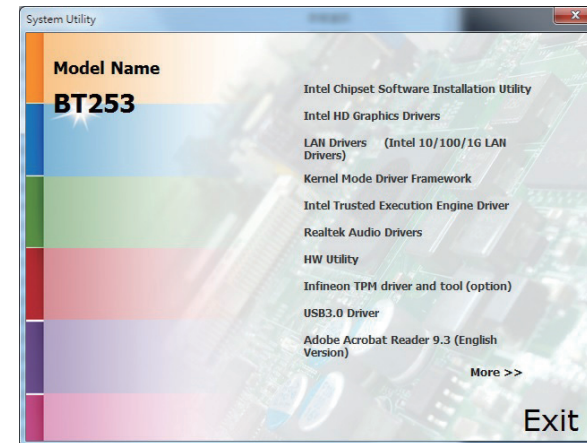 System Utility
Model Name
BT253
Intel Chipset Software Installation Utility
Intel HD Graphics Drivers
LAN Drivers (Intel 10/100/1G LAN
Drivers)
Kernel Mode Driver Framework
Intel Trusted Execution Engine Driver
Realtek Audio Drivers
HW Utility
Infineon TPM driver and tool (option)
USB3.0 Driver
Adobe Acrobat Reader 9.3 (English
Version)
More >>
Exit